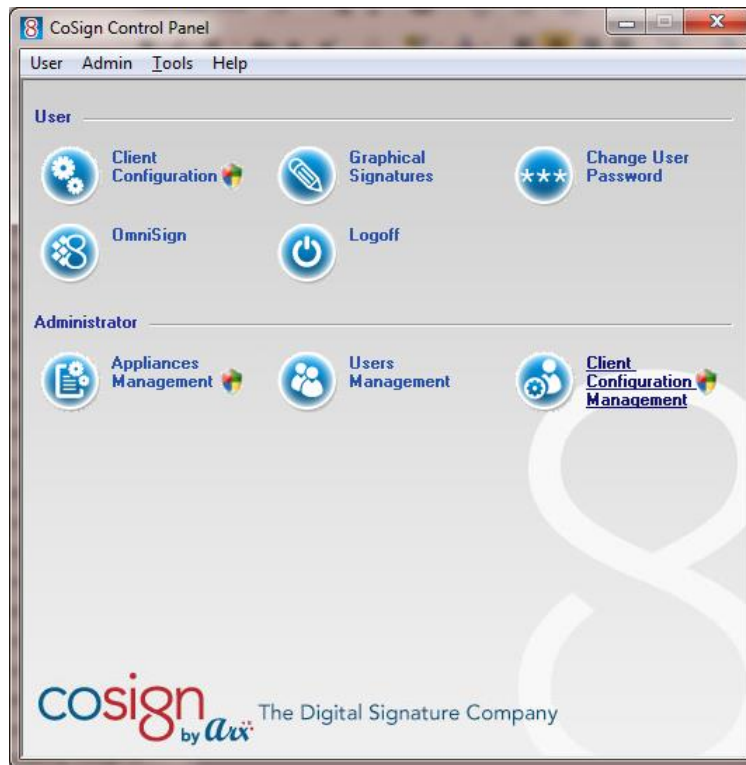 CoSign Control Panel
User Admin Tools Help
User
Client
Configuration
Graphical
Signatures
Change User
Password
***
OmniSign
Logoff
Administrator
Appliances
Management
Users
Management
Client
Configuration
Management
cosign
by arx
The Digital Signature Company